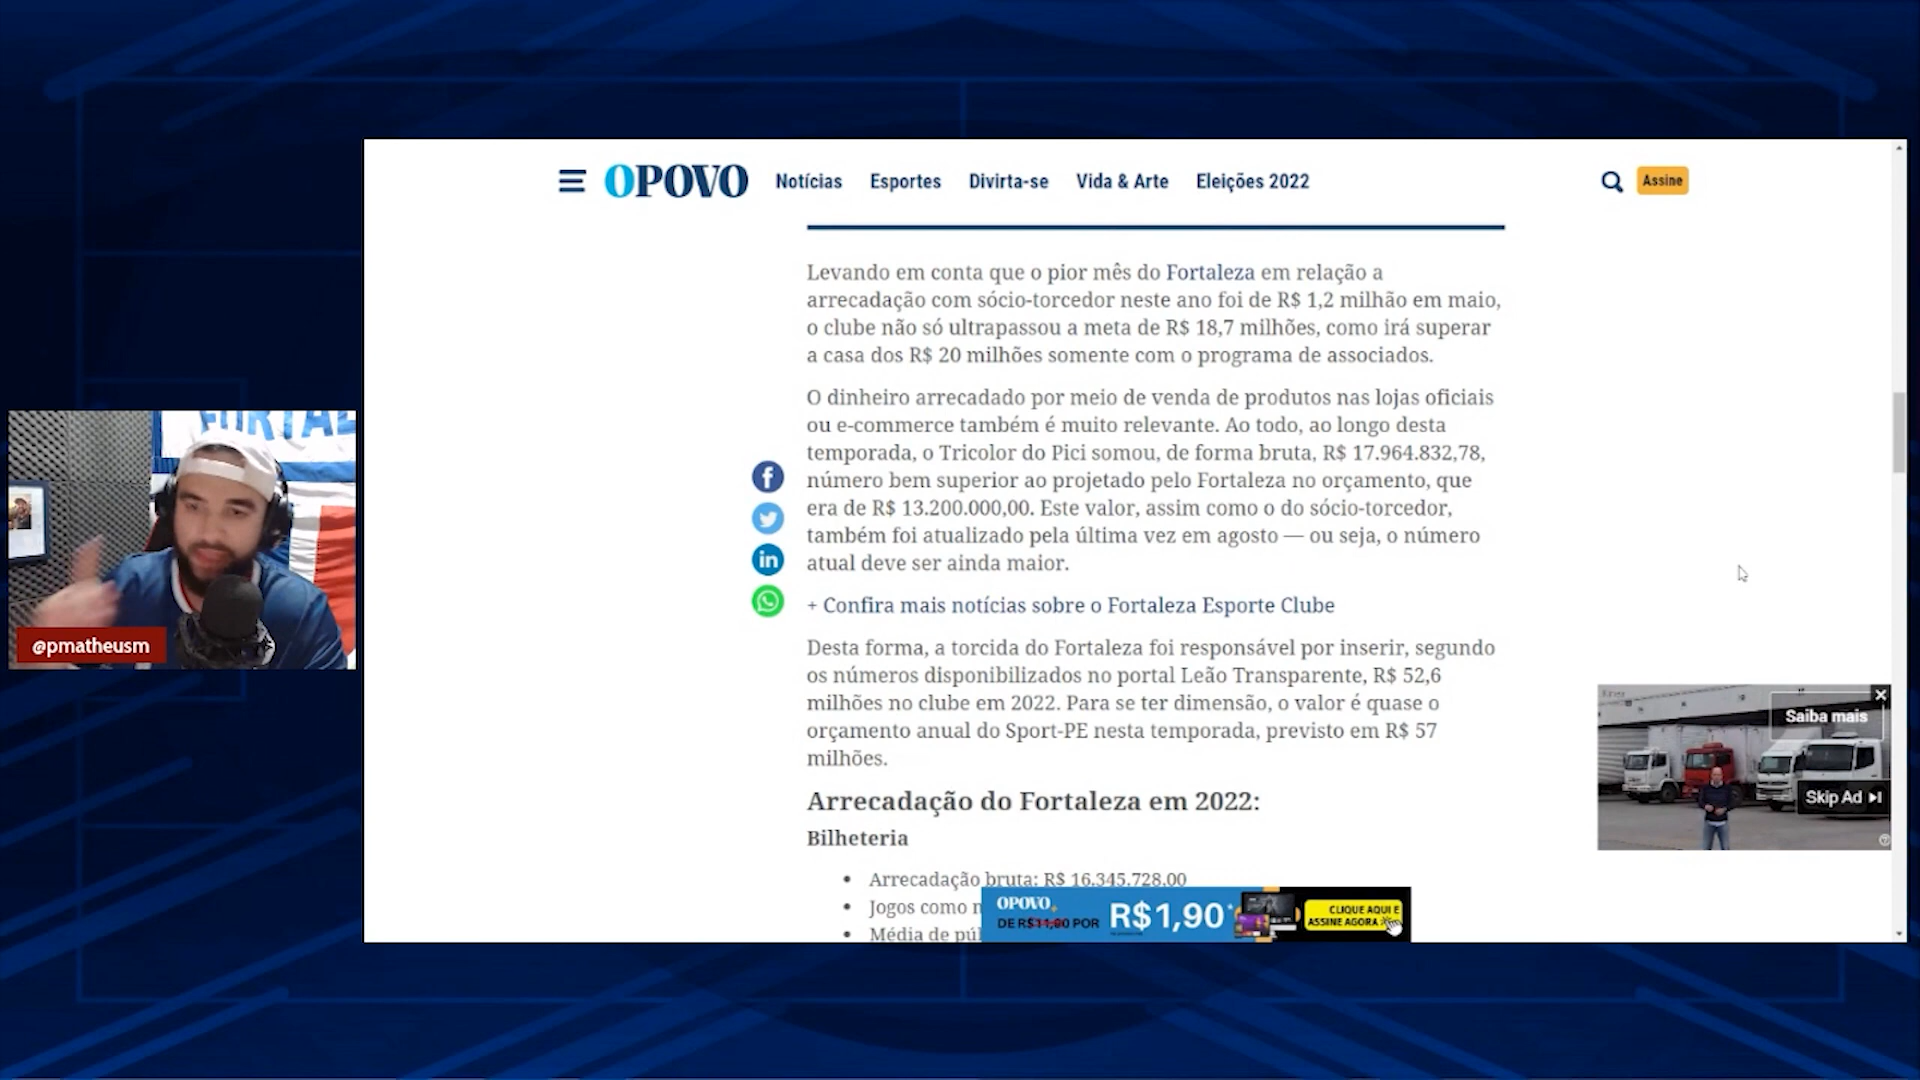 OPOVO
Notícias
Esportes
Divirta-se
Vida & Arte
Eleições 2022
Assine
Levando em conta que o pior mês do Fortaleza em relação a
arrecadação com sócio-torcedor neste ano foi de R$ 1,2 milhão em maio,
o clube não só ultrapassou a meta de R$ 18,7 milhões, como irá superar
a casa dos R$ 20 milhões somente com o programa de associados.
O dinheiro arrecadado por meio de venda de produtos nas lojas oficiais
ou e-commerce também é muito relevante. Ao todo, ao longo desta
temporada, o Tricolor do Pici somou, de forma bruta, R$ 17.964.832,78,
número bem superior ao projetado pelo Fortaleza no orçamento, que
era de R$ 13.200.000,00. Este valor, assim como o do sócio-torcedor,
também foi atualizado pela última vez em agosto — ou seja, o número
atual deve ser ainda maior.
+ Confira mais notícias sobre o Fortaleza Esporte Clube
Desta forma, a torcida do Fortaleza foi responsável por inserir, segundo
os números disponibilizados no portal Leão Transparente, R$ 52,6
milhões no clube em 2022. Para se ter dimensão, o valor é quase o
orçamento anual do Sport-PE nesta temporada, previsto em R$ 57
milhões.
Arrecadação do Fortaleza em 2022:
Bilheteria
• Arrecadação bruta: R$ 16.345.728,00
• Jogos como
• Média de
OPOVO+
DE POR
R$1,90
CLIQUE AQUI E
ASSINE AGORA
FORTAL
@pmatheusm
Saiba mais
Skip Ad